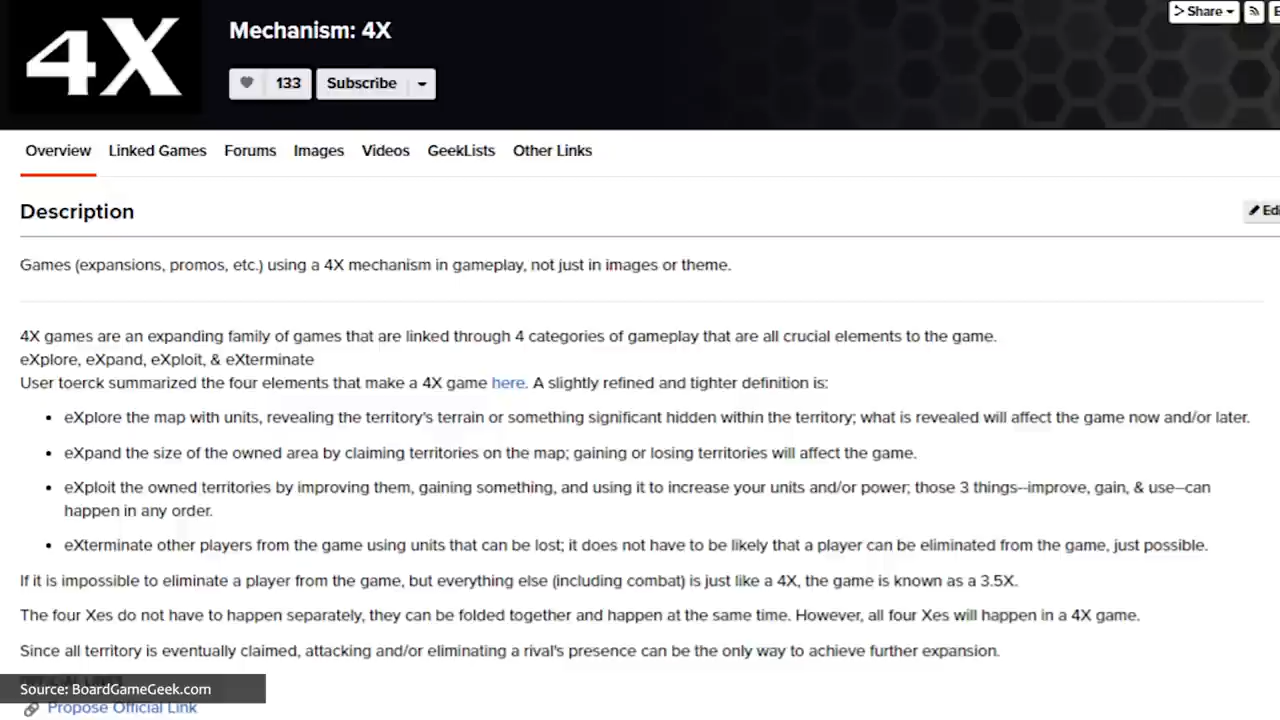 4X
Mechanism: 4X
Share
133
Subscribe
Overview Linked Games Forums Images Videos GeekLists Other Links
Description
Edi
Games (expansions, promos, etc.) using a 4X mechanism in gameplay, not just in images or theme.
4X games are an expanding family of games that are linked through 4 categories of gameplay that are all crucial elements to the game.
eXplore, eXpand, eXploit, & eXterminate
User toerck summarized the four elements that make a 4X game here. A slightly refined and tighter definition is:
• eXplore the map with units, revealing the territory's terrain or something significant hidden within the territory; what is revealed will affect the game now and/or later.
• eXpand the size of the owned area by claiming territories on the map; gaining or losing territories will affect the game.
• eXploit the owned territories by improving them, gaining something, and using it to increase your units and/or power; those 3 things--improve, gain, & use--can
happen in any order.
• eXterminate other players from the game using units that can be lost; it does not have to be likely that a player can be eliminated from the game, just possible.
If it is impossible to eliminate a player from the game, but everything else (including combat) is just like a 4X, the game is known as a 3.5X.
The four Xes do not have to happen separately, they can be folded together and happen at the same time. However, all four Xes will happen in a 4X game.
Since all territory is eventually claimed, attacking and/or eliminating a rival's presence can be the only way to achieve further expansion.
Source: BoardGameGeek.com
Propose Official Link